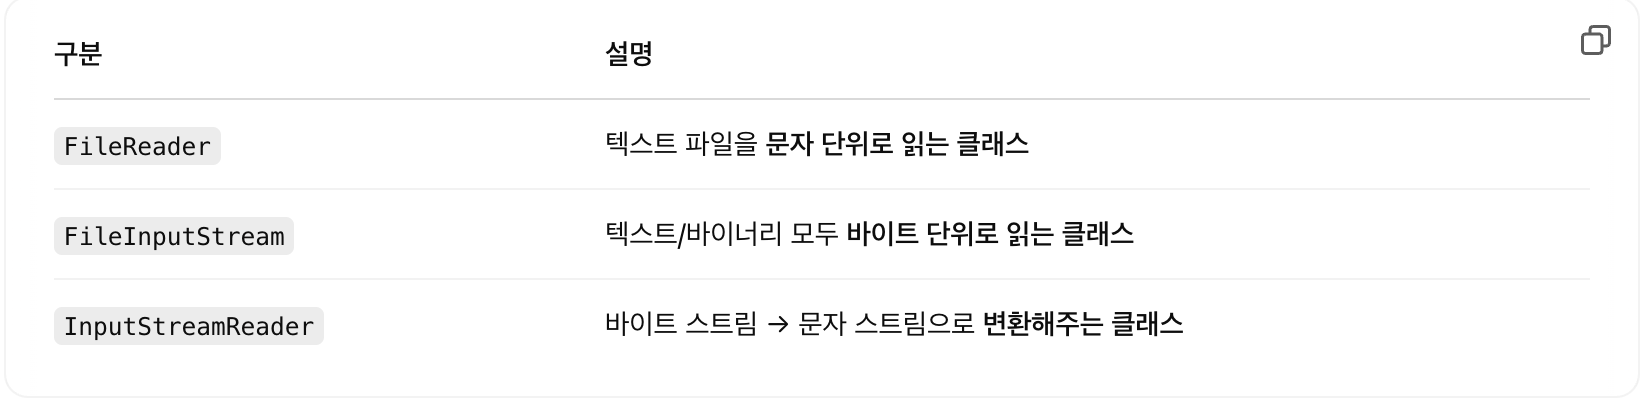 구분 설명
FileReader 텍스트 파일을 문자 단위로 읽는 클래스
FileInputStream 텍스트/바이너리 모두 바이트 단위로 읽는 클래스
InputStreamReader 바이트 스트림 → 문자 스트림으로 변환해주는 클래스